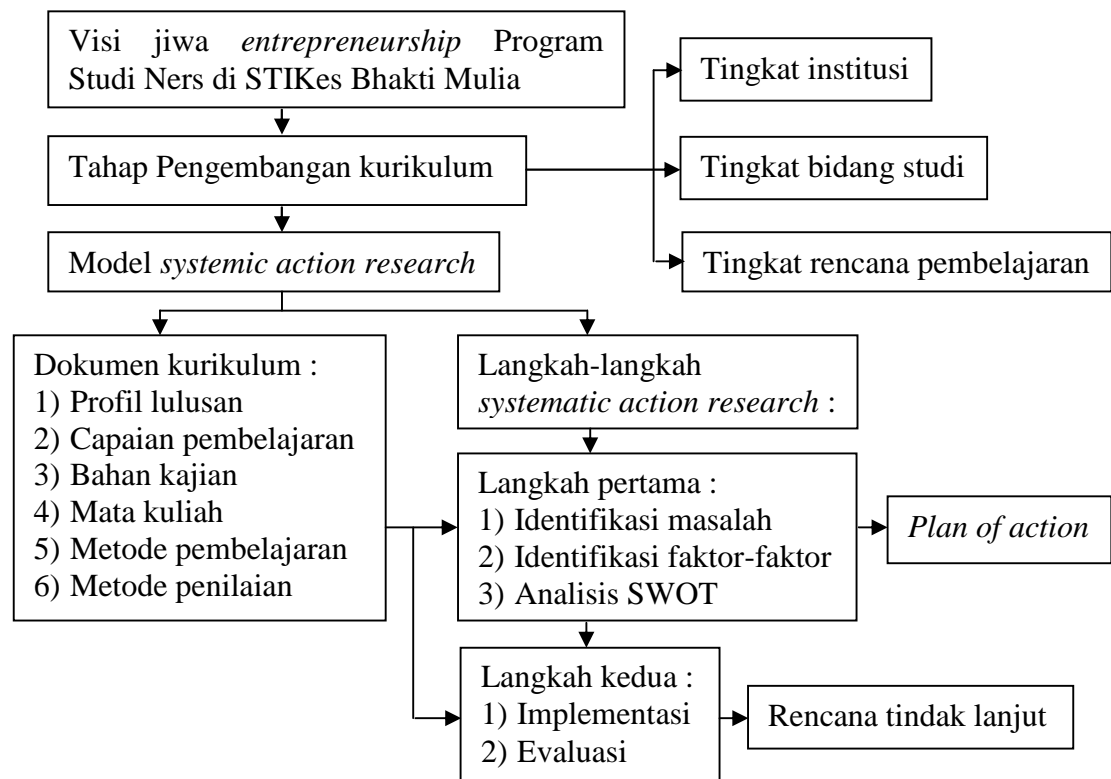 Visi jiwa entrepreneurship Program
Studi Ners di STIKes Bhakti Mulia
Tingkat institusi
Tahap Pengembangan kurikulum
Tingkat bidang studi
Model systemic action research
Tingkat rencana pembelajaran
Dokumen kurikulum :
1) Profil lulusan
2) Capaian pembelajaran
3) Bahan kajian
4) Mata kuliah
5) Metode pembelajaran
6) Metode penilaian
Langkah-langkah
systematic action research :
Langkah pertama :
1) Identifikasi masalah
2) Identifikasi faktor-faktor
3) Analisis SWOT
Plan of action
Langkah kedua :
1) Implementasi
2) Evaluasi
Rencana tindak lanjut